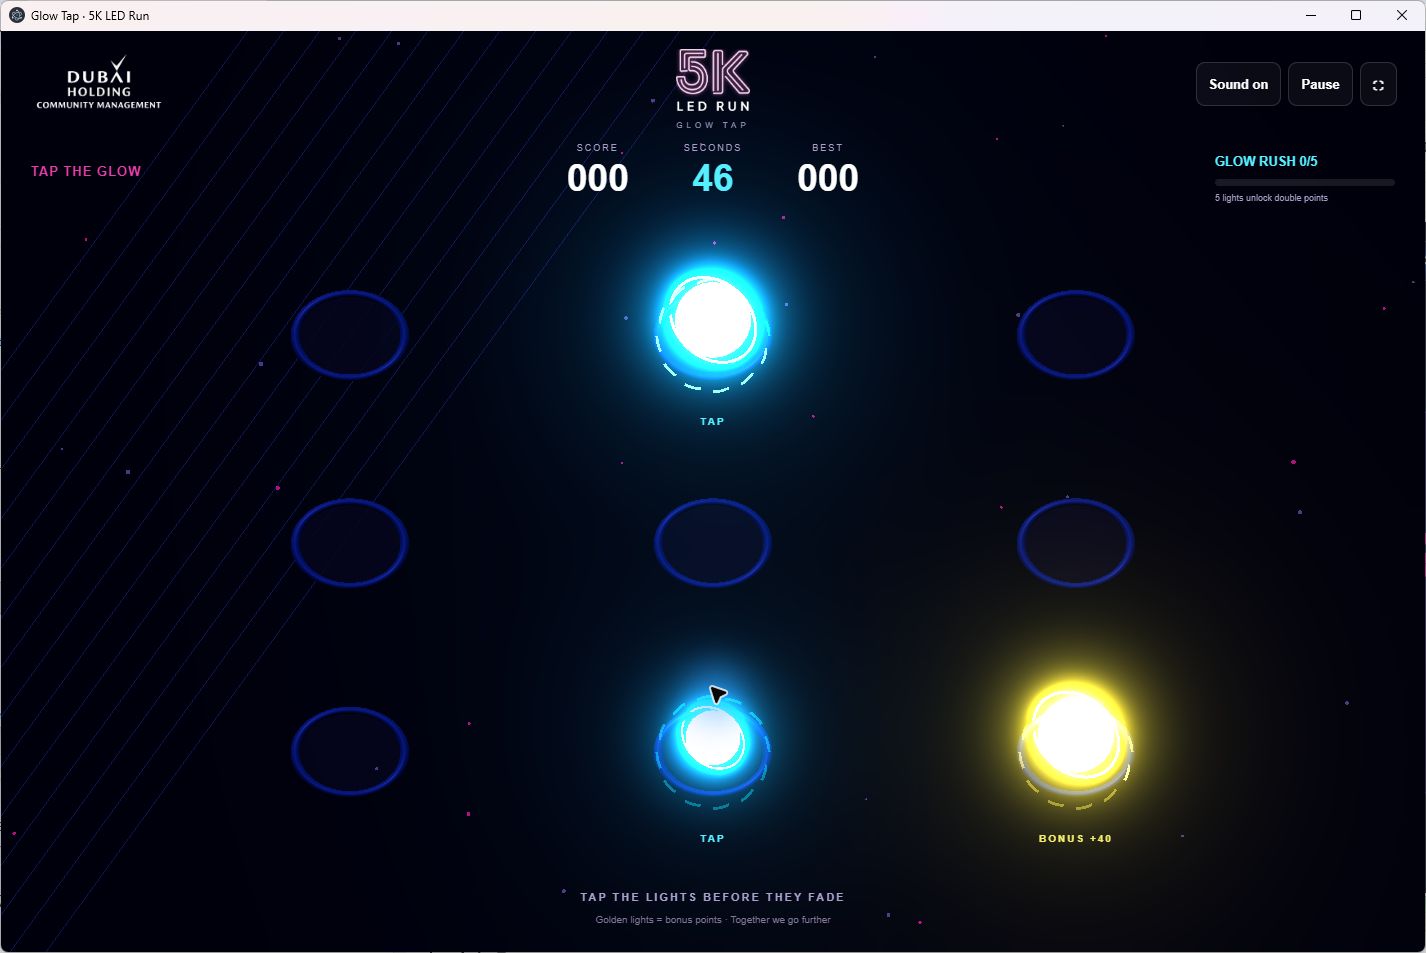 Glow Tap · 5K LED Run
DUBAI
HOLDING
COMMUNITY MANAGEMENT
5K
LED RUN
GLOW TAP
Sound on
Pause
TAP THE GLOW
SCORE
000
SECONDS
46
BEST
000
GLOW RUSH 0/5
5 lights unlock double points
TAP
TAP
BONUS +40
TAP THE LIGHTS BEFORE THEY FADE
Golden lights = bonus points · Together we go further